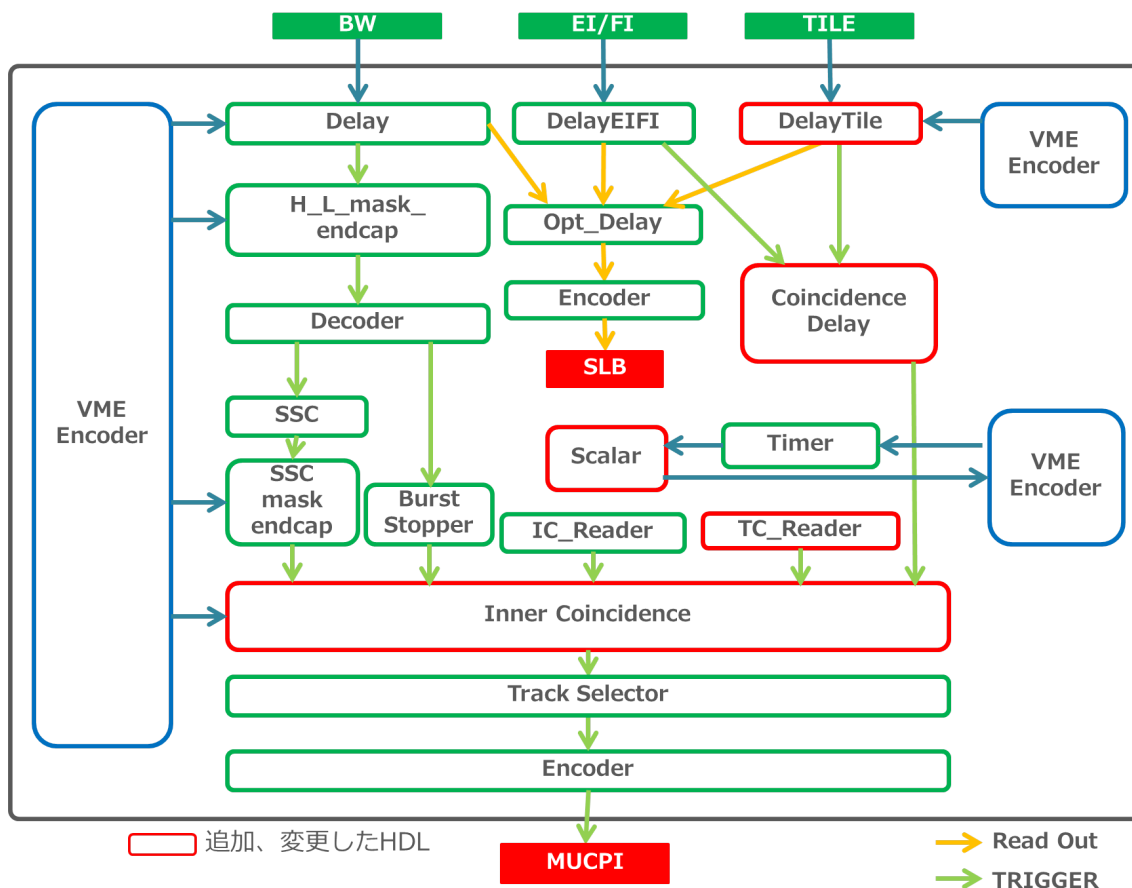 BW
EI/FI
TILE
Delay
DelayEIFI
DelayTile
VME
Encoder
H_L_mask_
endcap
Opt_Delay
Encoder
Coincidence
Delay
Decoder
SLB
VME
Encoder
SSC
Scalar
Timer
VME
Encoder
SSC
mask
endcap
Burst
Stopper
IC_Reader
TC_Reader
Inner Coincidence
Track Selector
Encoder
追加、変更したHDL
MUCPI
Read Out
TRIGGER